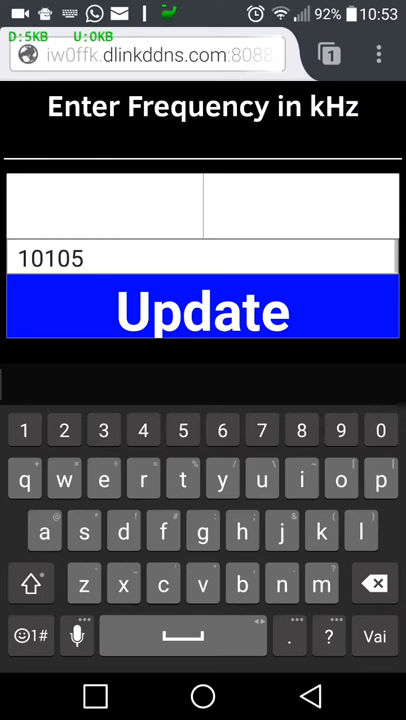 92% 10:53
D:5KB U:0KB
iw0ffk.dlinkddns.com:8088
1
Enter Frequency in kHz
10105
Update
1 2 3 4 5 6 7 8 9 0
q w e r t y u i o p
a s d f g h j k l
z x c v b n m
1# . ? Vai